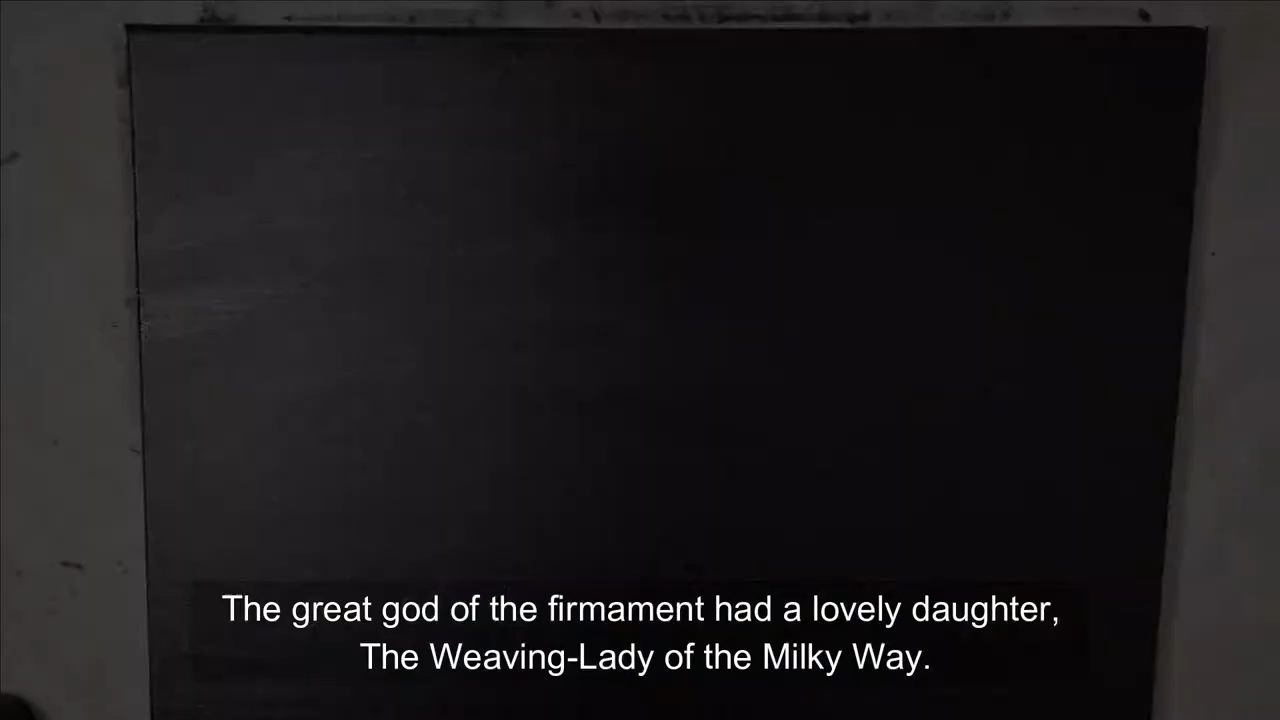 The great god of the firmament had a lovely daughter,
The Weaving-Lady of the Milky Way.